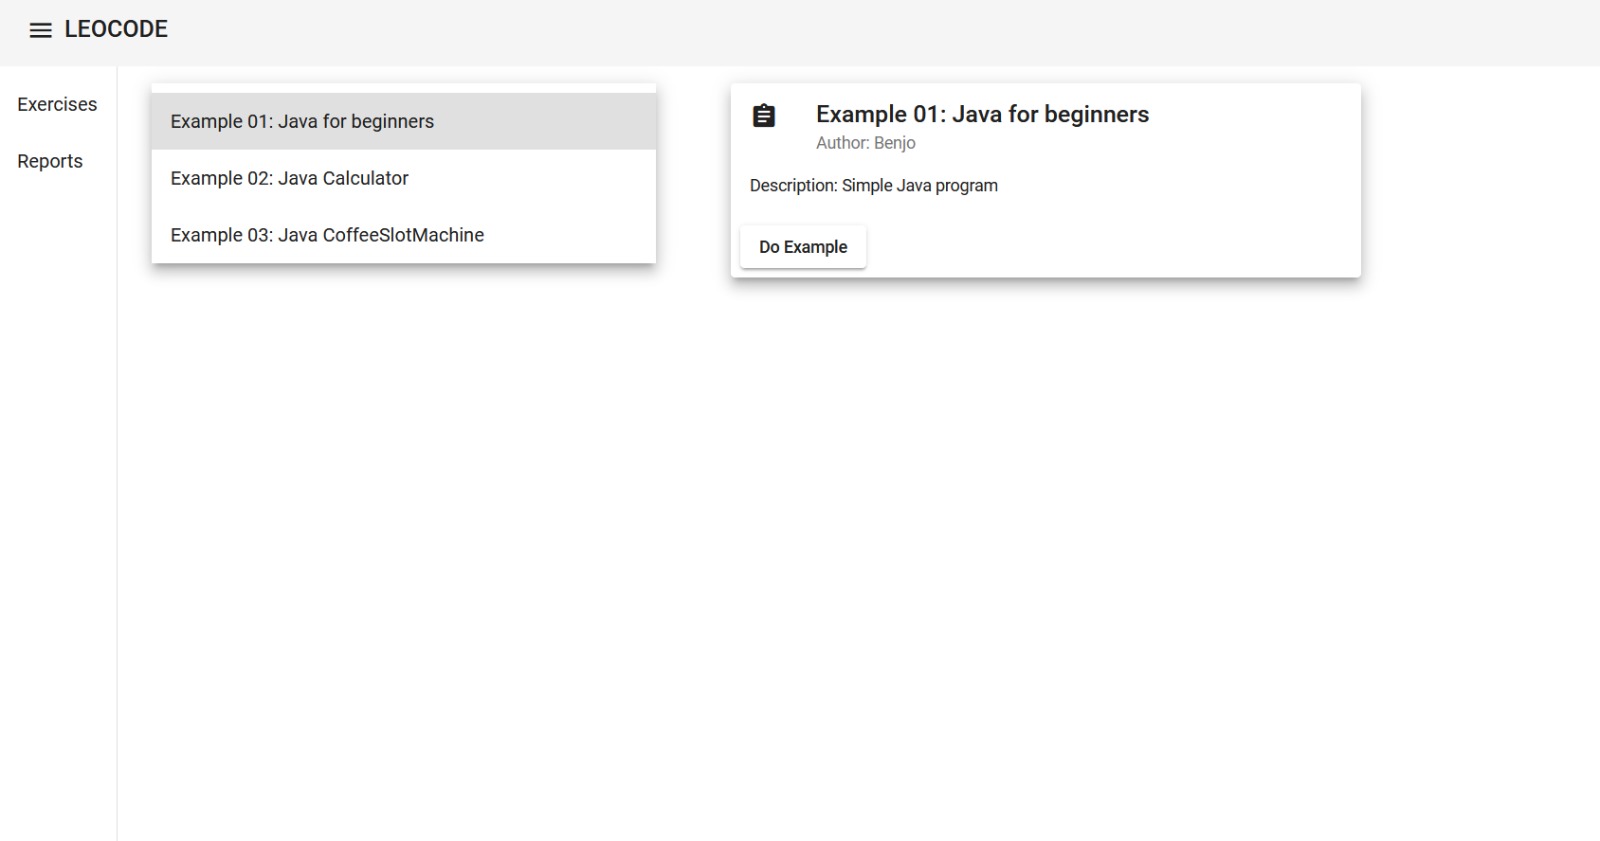 LEOCODE
Exercises
Reports
Example 01: Java for beginners
Example 02: Java Calculator
Example 03: Java CoffeeSlotMachine
Example 01: Java for beginners
Author: Benjo
Description: Simple Java program
Do Example